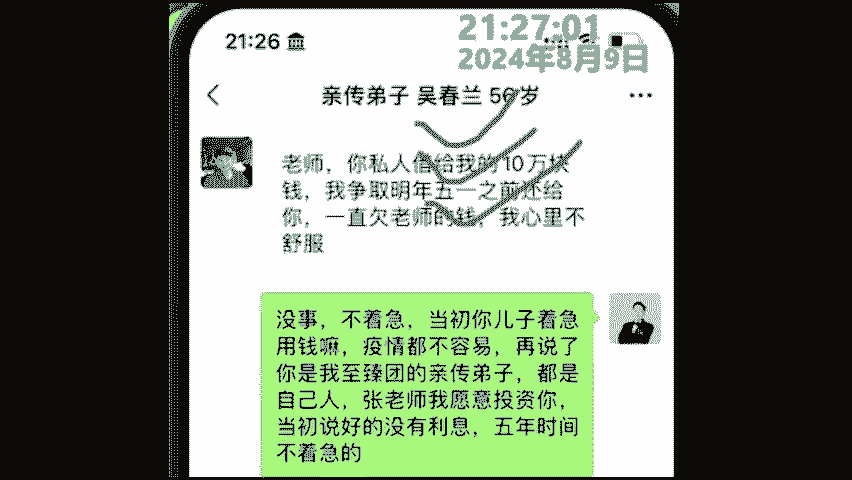 21:27:01
21:26
2024年8月9日
亲传弟子 吴春兰 56岁
老师，你私人借给我的10万块
钱，我争取明年五一之前还给
你，一直欠老师的钱，我心里不
舒服
没事，不着急，当初你儿子着急
用钱嘛，疫情都不容易，再说了
你是我至臻团的亲传弟子，都是
自己人，张老师我愿意投资你，
当初说好的没有利息，五年时间
不着急的